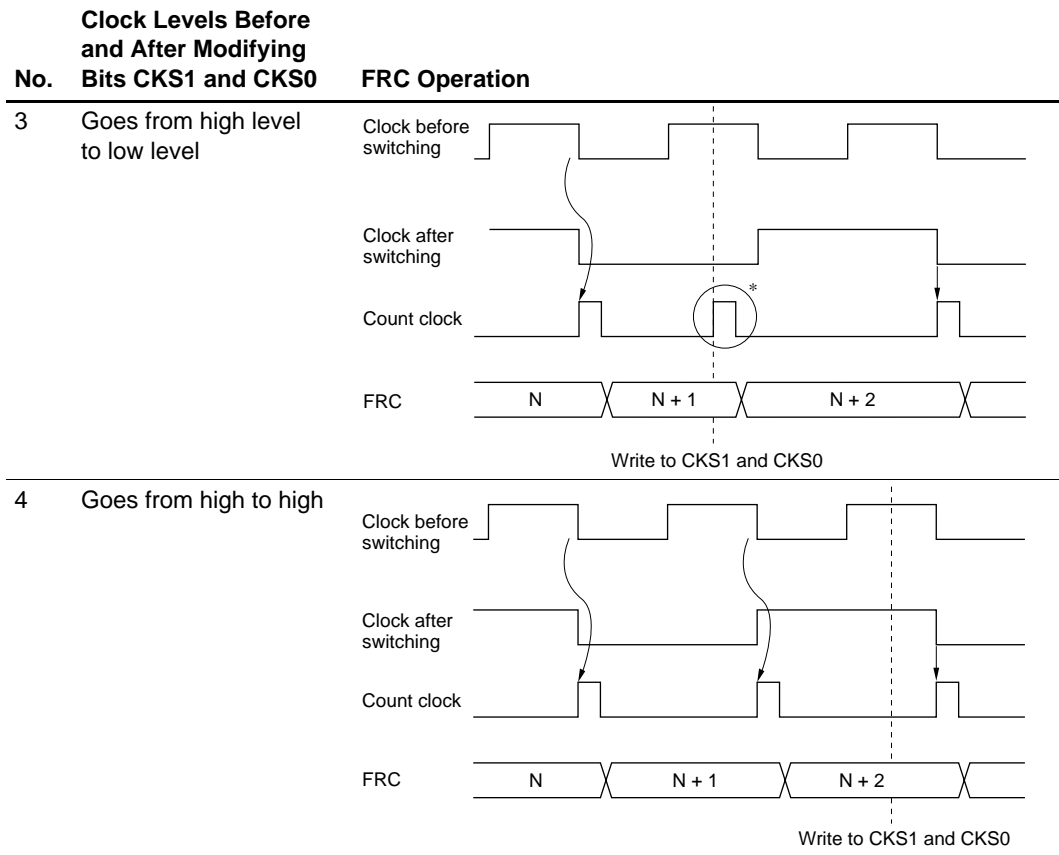 No.
Clock Levels Before
and After Modifying
Bits CKS1 and CKS0
FRC Operation
3
Goes from high level
to low level
Clock before
switching
Clock after
switching
Count clock
*
FRC
N
N + 1
N + 2
Write to CKS1 and CKS0
4
Goes from high to high
Clock before
switching
Clock after
switching
Count clock
FRC
N
N + 1
N + 2
Write to CKS1 and CKS0